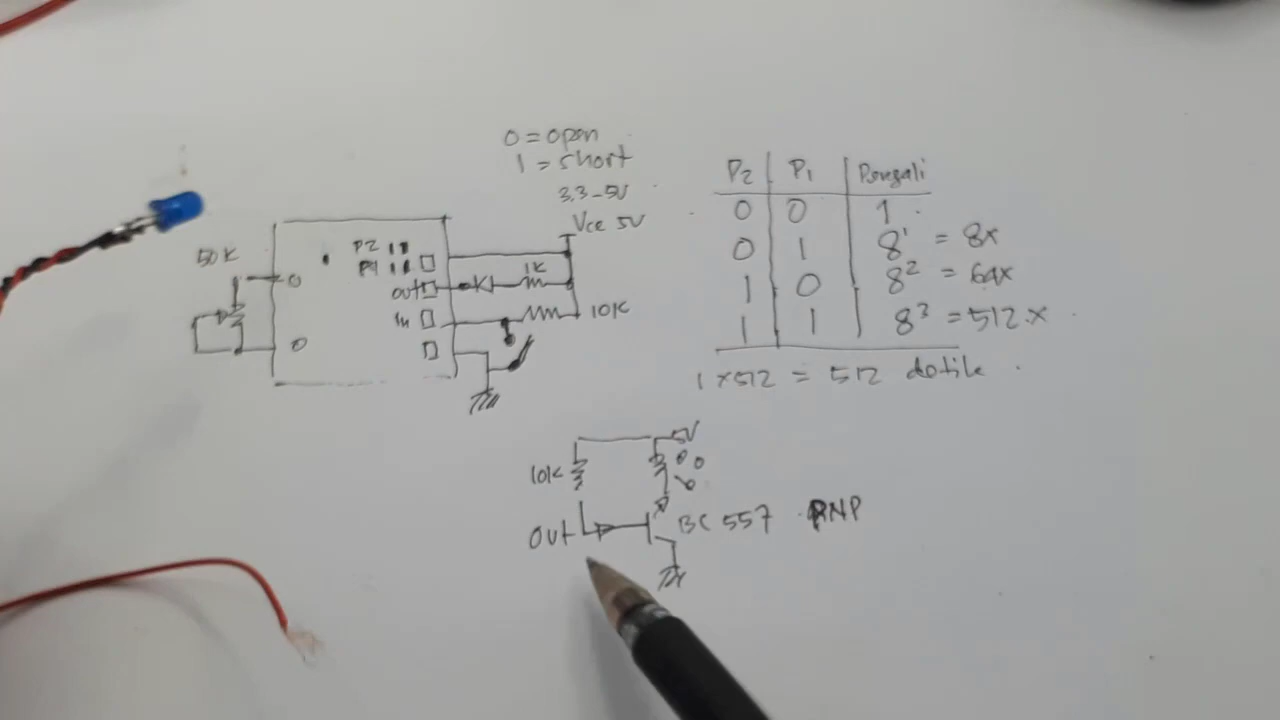 0 = open
1 = short
3.3-5V
Vcc 5V
50K
P2
P1
out
1K
In
10K
P2 P1 Pengali
0 0 1
0 1 8¹ = 8x
1 0 8² = 64x
1 1 8³ = 512x
1x512 = 512 detik
5V
10K
BC 557 PNP
Out